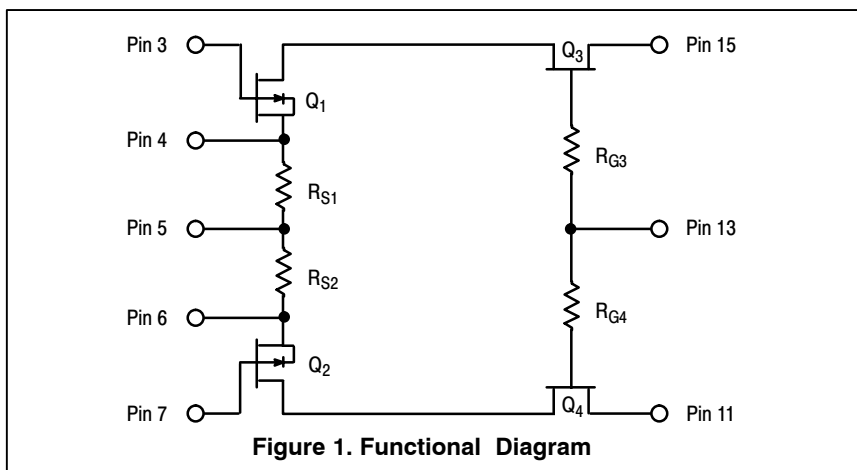 Pin 3
Q3
Pin 15
Q1
Pin 4
RG3
RS1
Pin 5
Pin 13
RS2
RG4
Pin 6
Q2
Pin 7
Q4
Pin 11
Figure 1. Functional Diagram